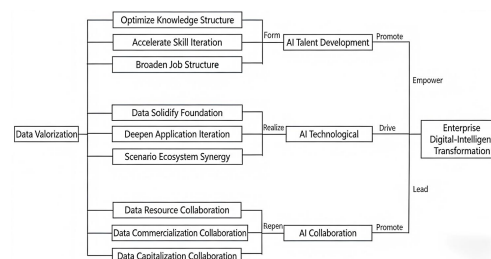 Optimize Knowledge Structure
Accelerate Skill Iteration
Broaden Job Structure
Form
AI Talent Development
Promote
Empower
Data Valorization
Data Solidify Foundation
Deepen Application Iteration
Scenario Ecosystem Synergy
Realize
AI Technological
Drive
Enterprise
Digital-Intelligen
Transformation
Lead
Data Resource Collaboration
Data Commercialization Collaboration
Data Capitalization Collaboration
Repen
AI Collaboration
Promote